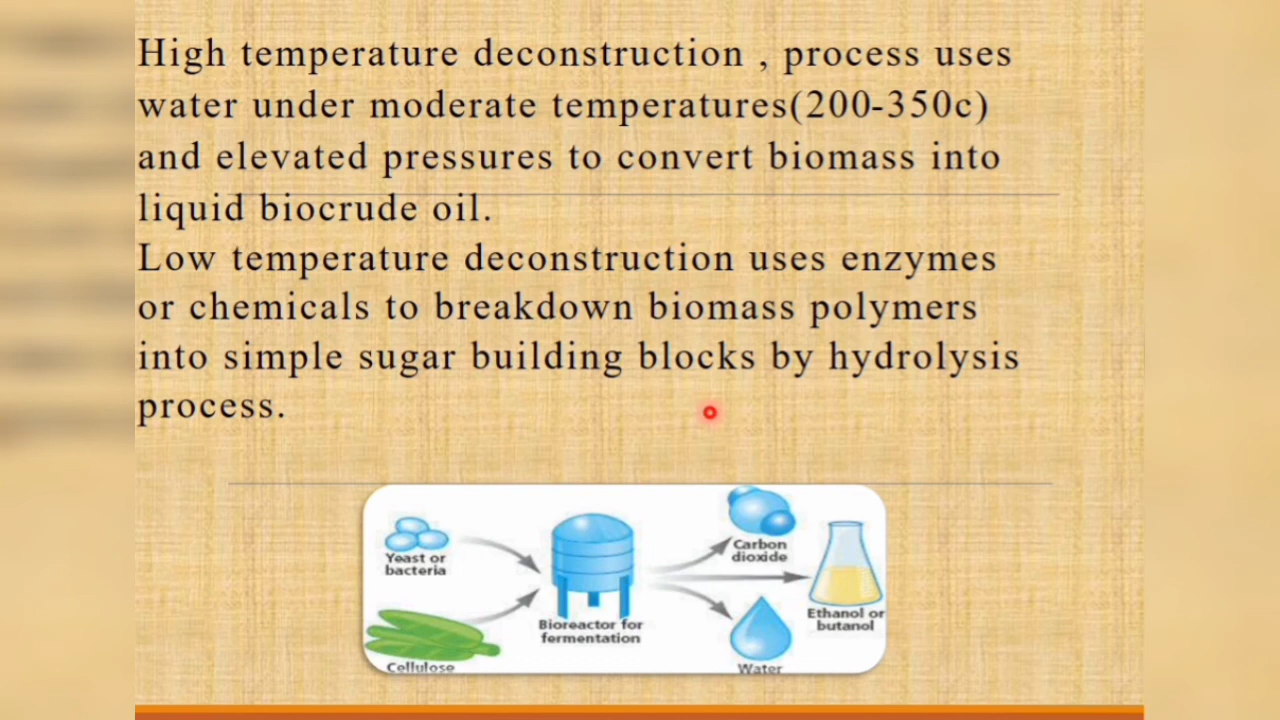 High temperature deconstruction , process uses
water under moderate temperatures(200-350c)
and elevated pressures to convert biomass into
liquid biocrude oil.
Low temperature deconstruction uses enzymes
or chemicals to breakdown biomass polymers
into simple sugar building blocks by hydrolysis
process.
Yeast or
bacteria
Cellulose
Bioreactor for
fermentation
Carbon
dioxide
Ethanol or
butanol
Water